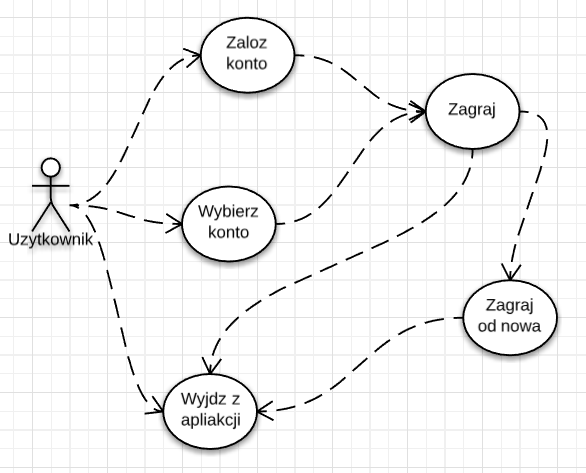 Zaloz
konto
Zagraj
Wybierz
konto
Uzytkownik
Zagraj
od nowa
Wyjdz z
apliakcji